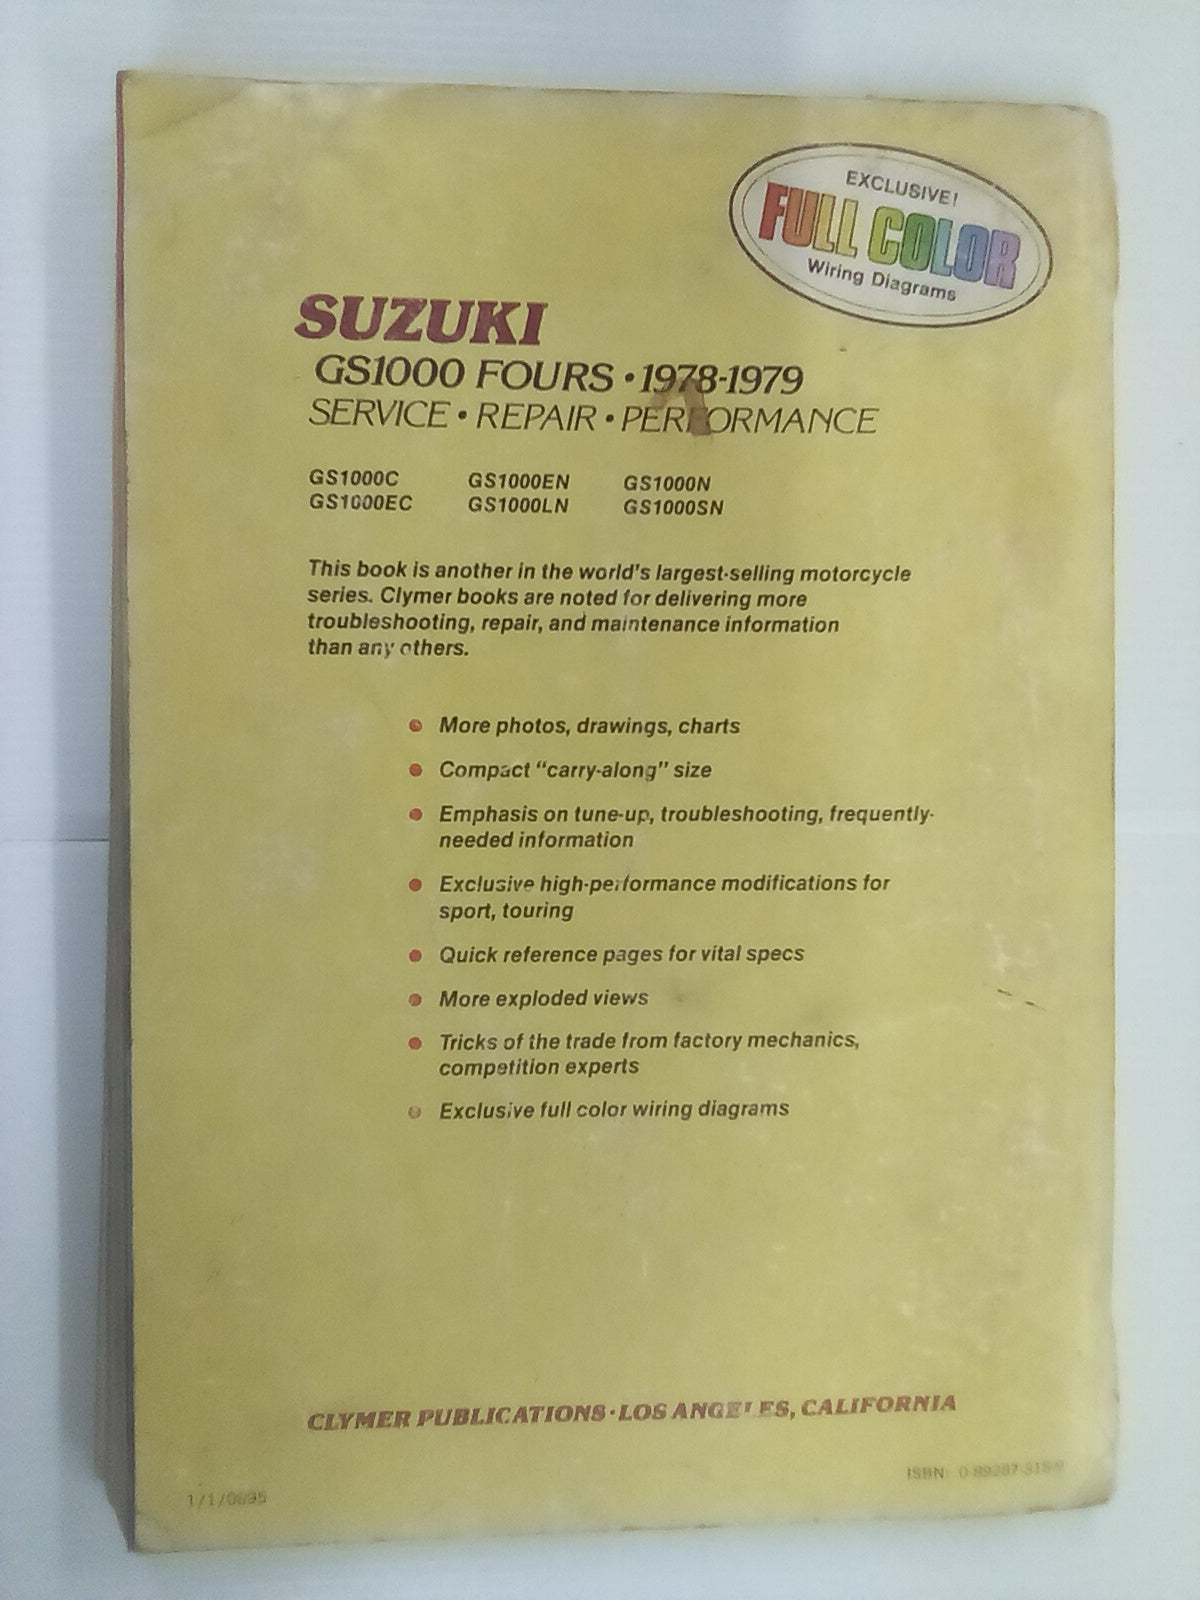 EXCLUSIVE!
FULL COLOR
Wiring Diagrams
SUZUKI
GS1000 FOURS • 1978-1979
SERVICE • REPAIR • PERFORMANCE
GS1000C GS1000EN GS1000N
GS1000EC GS1000LN GS1000SN
This book is another in the world's largest-selling motorcycle
series. Clymer books are noted for delivering more
troubleshooting, repair, and maintenance information
than any others.
• More photos, drawings, charts
• Compact "carry-along" size
• Emphasis on tune-up, troubleshooting, frequently-
needed information
• Exclusive high-performance modifications for
sport, touring
• Quick reference pages for vital specs
• More exploded views
• Tricks of the trade from factory mechanics,
competition experts
• Exclusive full color wiring diagrams
CLYMER PUBLICATIONS • LOS ANGELES, CALIFORNIA
ISBN: